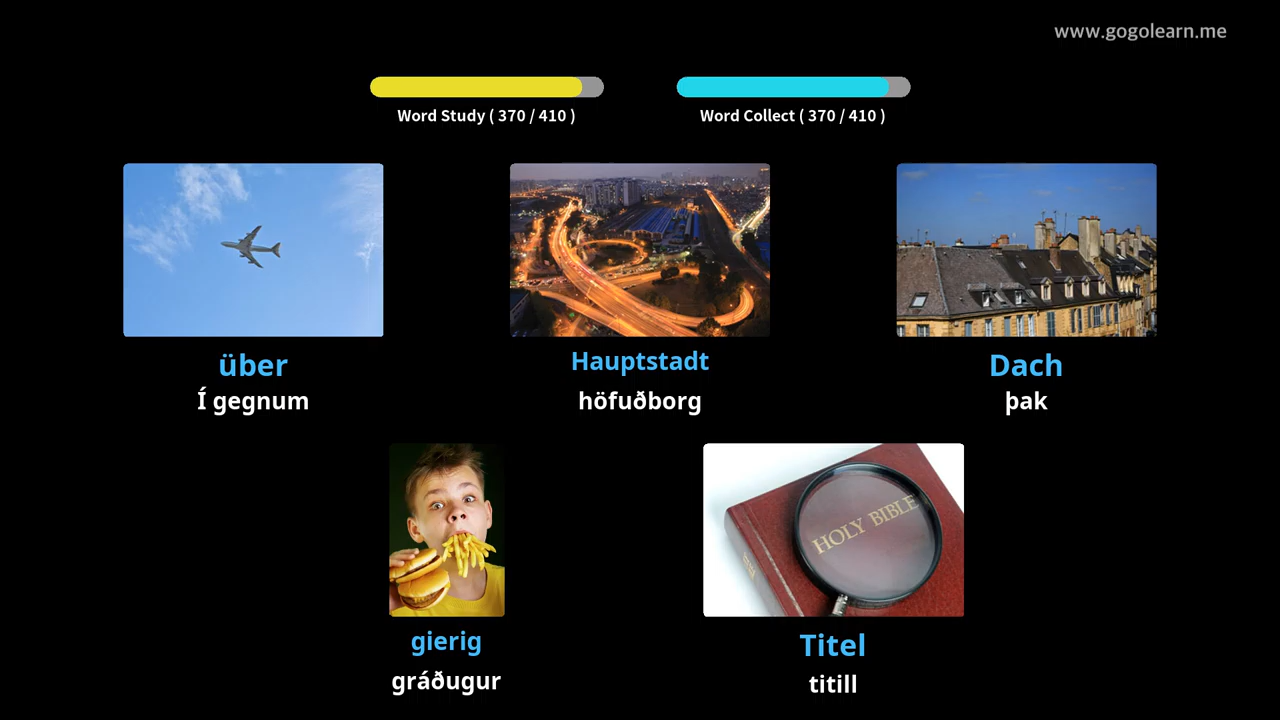 www.gogolearn.me
Word Study ( 370 / 410 )
Word Collect ( 370 / 410 )
über
Í gegnum
Hauptstadt
höfuðborg
Dach
þak
HOLY BIBLE
gierig
gráðugur
Titel
titill